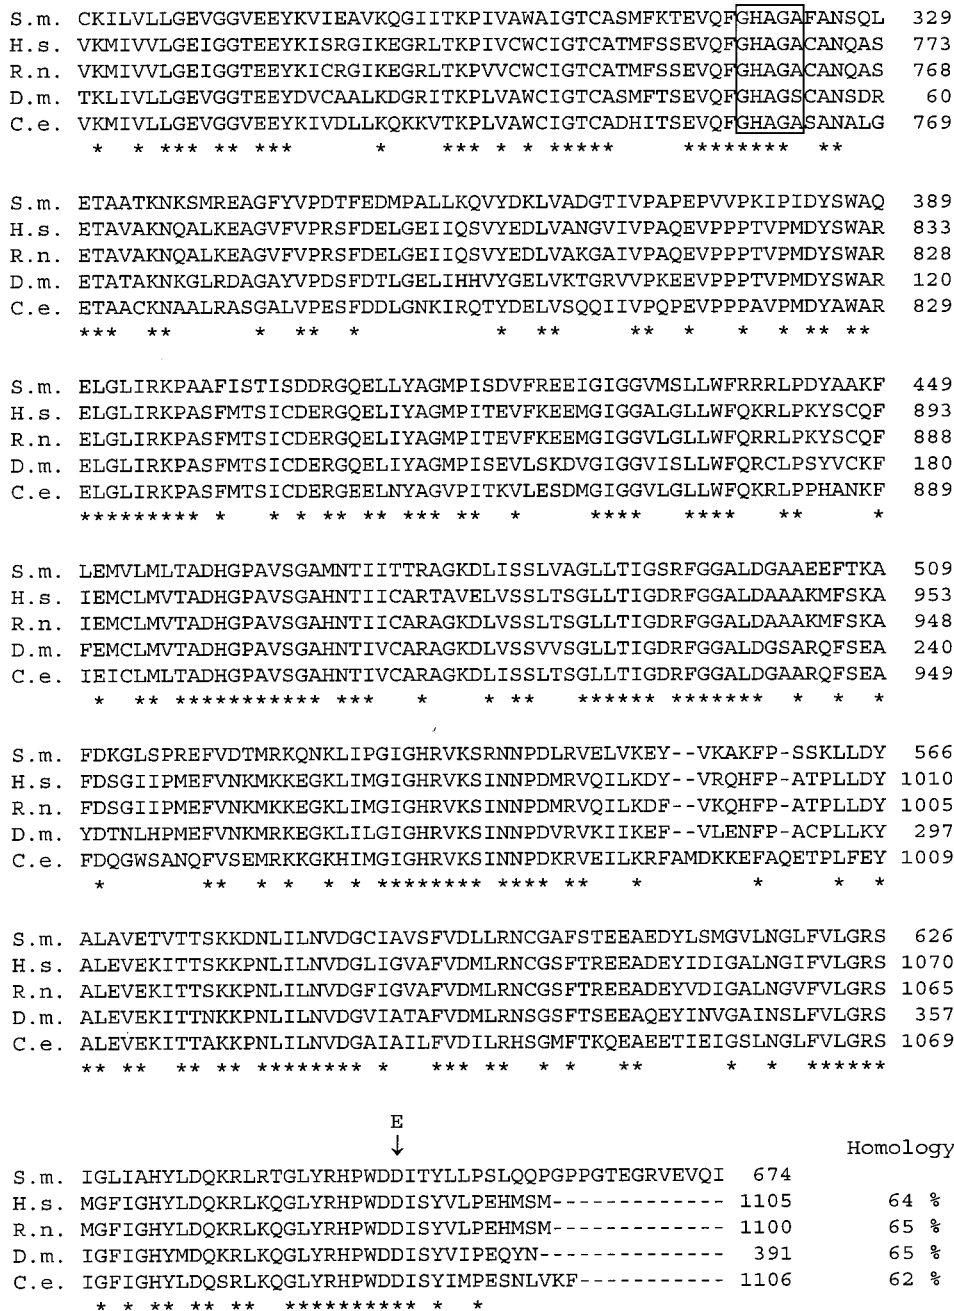 S.m. CKILVLLGEVGGVEEYKVIEAVKQGIITKPIVAWAIGTCASMFKTEVQFGHAGAFANSQL 329
H.s. VKMIVVLGEIGGTEEYKISRGIKEGRLTKPIVCWCIGTCATMFSSEVQFGHAGACANQAS 773
R.n. VKMIVVLGEIGGTEEYKICRGIKEGRLTKPVVCWCIGTCATMFSSEVQFGHAGACANQAS 768
D.m. TKLIVLLGEVGGTEEYDVCAALKDGRITKPLVAWCIGTCASMFTSEVQFGHAGSCANSDR 60
C.e. VKMIVLLGEVGGVEEYKIVDLLKQKKVTKPLVAWCIGTCADHITSEVQFGHAGASANALG 769
* * *** ** *** * *** * ***** ******** **
S.m. ETAATKNKSMREAGFYVPDTFEDMPALLKQVYDKLVADGTIVPAPEPVVPKIPIDYSWAQ 389
H.s. ETAVAKNQALKEAGVFVPRSFDELGEIIQSVYEDLVANGVIVPAQEVPPPTVPMDYSWAR 833
R.n. ETAVAKNQALKEAGVFVPRSFDELGEIIQSVYEDLVAKGAIVPAQEVPPPTVPMDYSWAR 828
D.m. ETATAKNKGLRDAGAYVPDSFDTLGELIHHVYGELVKTGRVVPKEEVPPPTVPMDYSWAR 120
C.e. ETAACKNAALRASGALVPESFDDLGNKIRQTYDELVSQQIIVPQPEVPPPAVPMDYAWAR 829
*** ** * ** * * ** ** * * * ** **
S.m. ELGLIRKPAAFISTISDDRGQELLYAGMPISDVFREEIGIGGVMSLLWFRRRLPDYAAKF 449
H.s. ELGLIRKPASFMTSICDERGQELIYAGMPITEVFKEEMGIGGALGLLWFQKRLPKYSCQF 893
R.n. ELGLIRKPASFMTSICDERGQELIYAGMPITEVFKEEMGIGGVLGLLWFQRRLPKYSCQF 888
D.m. ELGLIRKPASFMTSICDERGQELIYAGMPISEVLSKDVGIGGVISLLWFQRCLPSYVCKF 180
C.e. ELGLIRKPASFMTSICDERGEELNYAGVPITKVLESDMGIGGVLGLLWFQKRLPPHANKF 889
********* * * * ** ** *** ** * **** **** ** *
S.m. LEMVLMLTADHGPAVSGAMNTIITTRAGKDLISSLVAGLLTIGSRFGGALDGAAEEFTKA 509
H.s. IEMCLMVTADHGPAVSGAHNTIICARTAVELVSSLTSGLLTIGDRFGGALDAAAKMFSKA 953
R.n. IEMCLMVTADHGPAVSGAHNTIICARAGKDLVSSLTSGLLTIGDRFGGALDAAAKMFSKA 948
D.m. FEMCLMVTADHGPAVSGAHNTIVCARAGKDLVSSVVSGLLTIGDRFGGALDGSARQFSEA 240
C.e. IEICLMLTADHGPAVSGAHNTIVCARAGKDLISSLTSGLLTIGDRFGGALDGAARQFSEA 949
* ** *********** *** * * ** ****** ******* * * *
S.m. FDKGLSPREFVDTMRKQNKLIPGIGHRVKSRNNPDLRVELVKEY--VKAKFP-SSKLLDY 566
H.s. FDSGIIPMEFVNKMKKEGKLIMGIGHRVKSINNPDMRVQILKDY--VRQHFP-ATPLLDY 1010
R.n. FDSGIIPMEFVNKMKKEGKLIMGIGHRVKSINNPDMRVQILKDF--VKQHFP-ATPLLDY 1005
D.m. YDTNLHPMEFVNKMRKEGKLILGIGHRVKSINNPDVRVKIIKEF--VLENFP-ACPLLKY 297
C.e. FDQGWSANQFVSEMRKKGKHIMGIGHRVKSINNPDKRVEILKRFAMDKKEFAQETPLFEY 1009
* ** * * * * ******** **** ** * * * *
S.m. ALAVETVTTSKKDNLILNVDGCIAVSFVDLLRNCGAFSTEEAEDYLSMGVLNGLFVLGRS 626
H.s. ALEVEKITTSKKPNLILNVDGLIGVAFVDMLRNCGSFTREEADEYIDIGALNGIFVLGRS 1070
R.n. ALEVEKITTSKKPNLILNVDGFIGVAFVDMLRNCGSFTREEADEYVDIGALNGVFVLGRS 1065
D.m. ALEVEKITTNKKPNLILNVDGVIATAFVDMLRNSGSFTSEEAQEYINVGAINSLFVLGRS 357
C.e. ALEVEKITTAKKPNLILNVDGAIAILFVDILRHSGMFTKQEAEETIEIGSLNGLFVLGRS 1069
** ** ** ** ******** * *** ** * * ** * * ******
E
↓
Homology
S.m. IGLIAHYLDQKRLRTGLYRHPWDDITYLLPSLQQPGPPGTEGRVEVQI 674
H.s. MGFIGHYLDQKRLKQGLYRHPWDDISYVLPEHMSM------------- 1105 64 %
R.n. MGFIGHYLDQKRLKQGLYRHPWDDISYVLPEHMSM------------- 1100 65 %
D.m. IGFIGHYMDQKRLKQGLYRHPWDDISYVIPEQYN-------------- 391 65 %
C.e. IGFIGHYLDQSRLKQGLYRHPWDDISYIMPESNLVKF----------- 1106 62 %
* * ** ** ** ********** * *